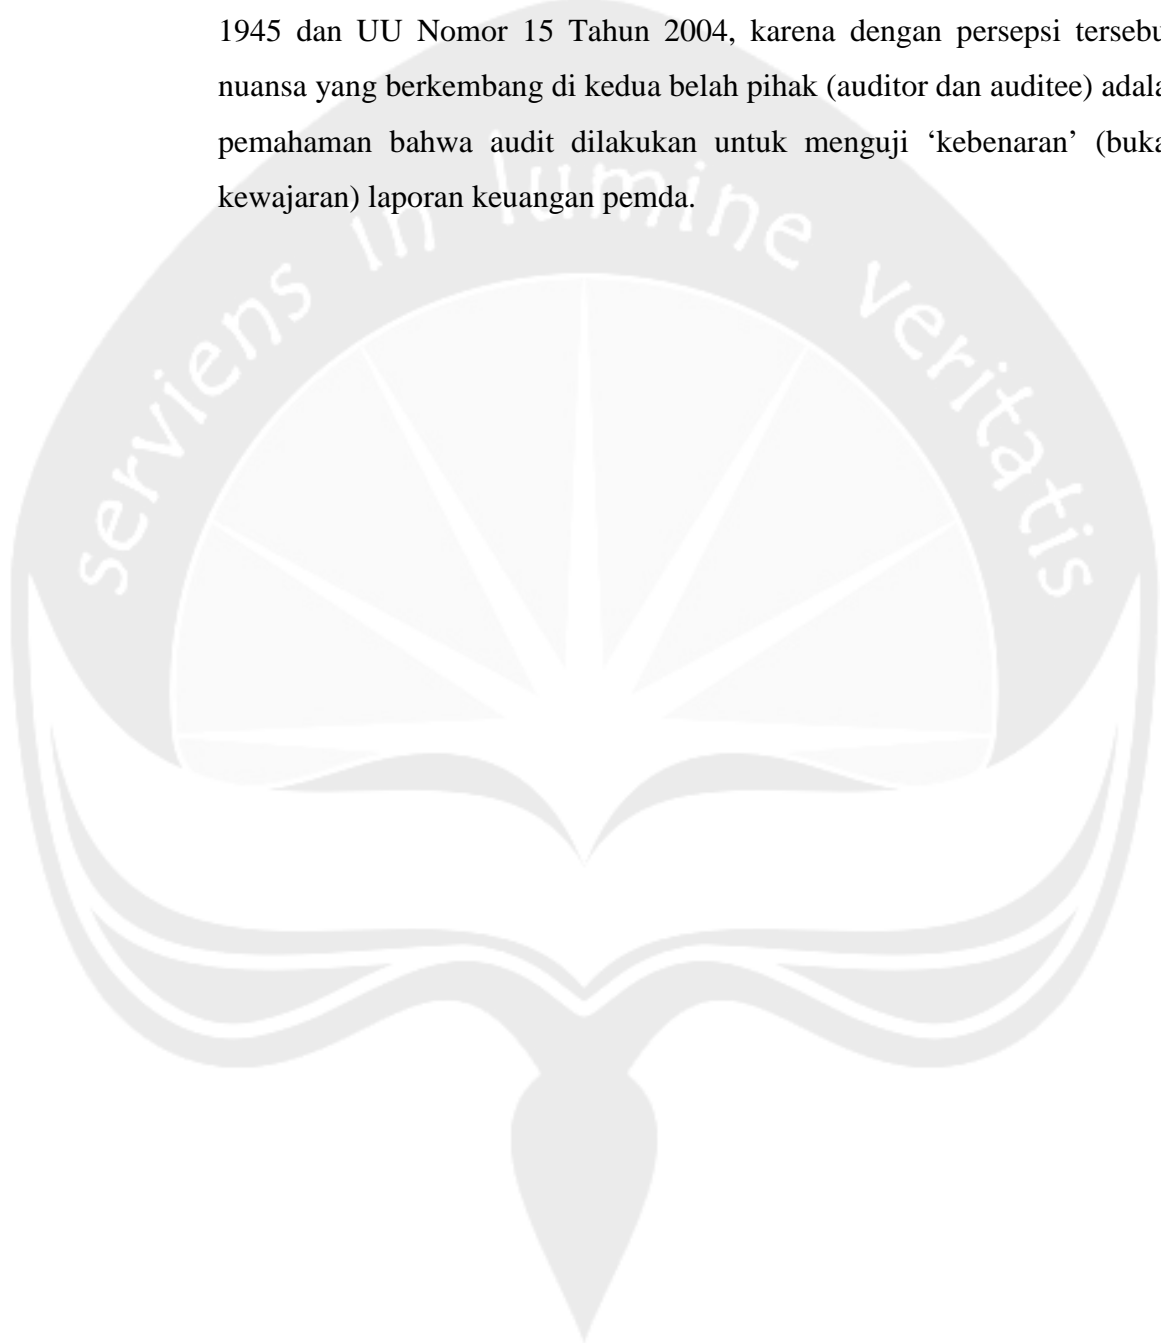 1945 dan UU Nomor 15 Tahun 2004, karena dengan persepsi tersebu
nuansa yang berkembang di kedua belah pihak (auditor dan auditee) adala
pemahaman bahwa audit dilakukan untuk menguji ‘kebenaran’ (buka
kewajaran) laporan keuangan pemda.
serviens in lumine veritatis